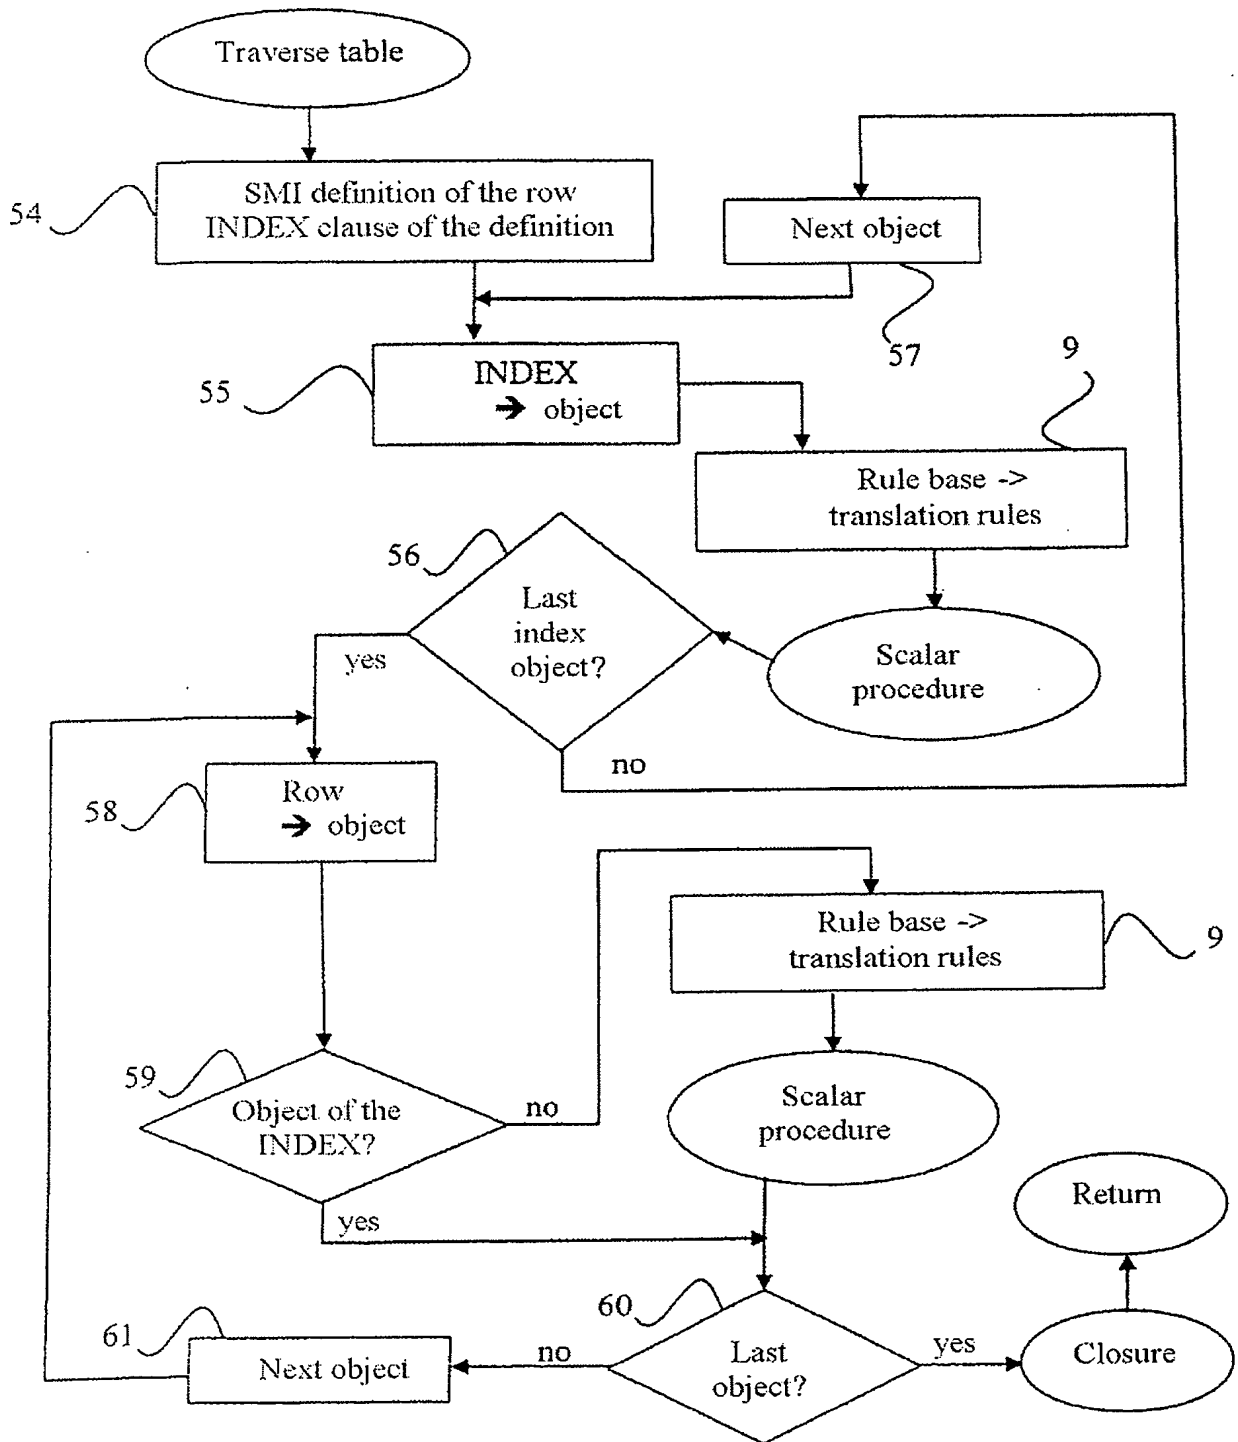 Traverse table
54
SMI definition of the row
INDEX clause of the definition
Next object
57
9
55
INDEX
➔ object
Rule base ->
translation rules
56
Last
index
object?
Scalar
procedure
yes
no
58
Row
➔ object
Rule base ->
translation rules
9
59
Object of the
INDEX?
no
Scalar
procedure
yes
Return
60
61
Next object
no
Last
object?
yes
Closure